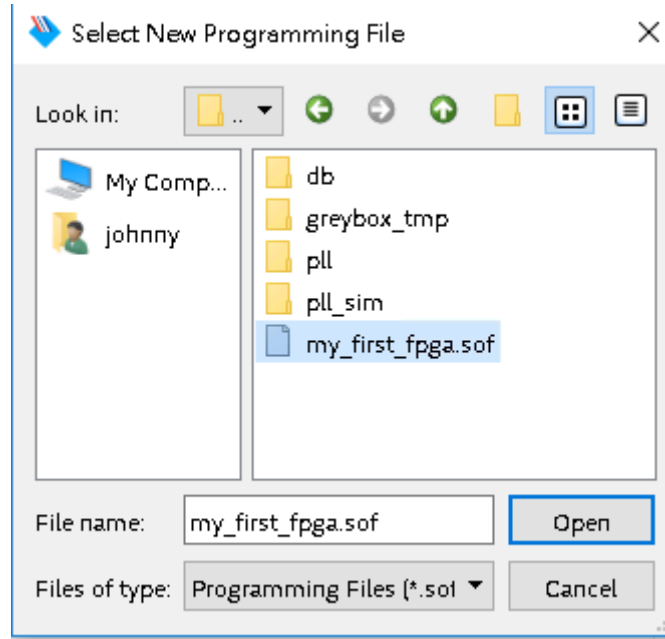 Select New Programming File
Look in:
..
My Comp...
johnny
db
greybox_tmp
pll
pll_sim
my_first_fpga.sof
File name: my_first_fpga.sof Open
Files of type: Programming Files (*.sof Cancel